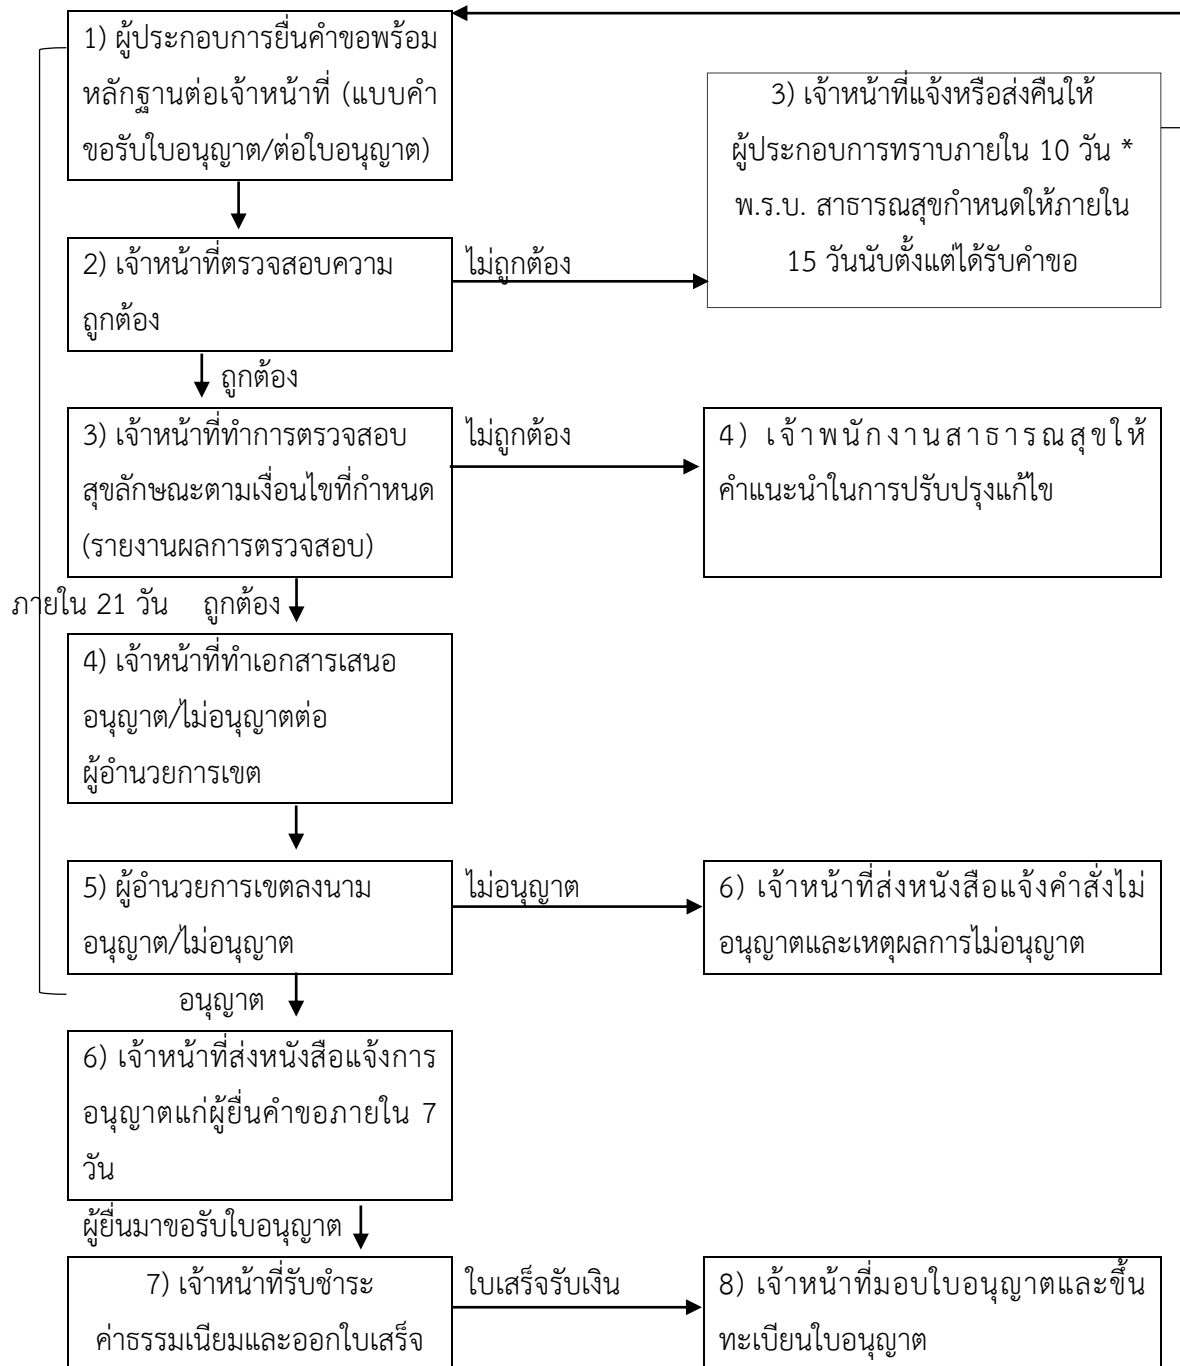 1) ผู้ประกอบการยื่นคำขอพร้อม
หลักฐานต่อเจ้าหน้าที่ (แบบคำ
ขอรับใบอนุญาต/ต่อใบอนุญาต)
3) เจ้าหน้าที่แจ้งหรือส่งคืนให้
ผู้ประกอบการทราบภายใน 10 วัน *
พ.ร.บ. สาธารณสุขกำหนดให้ภายใน
15 วันนับตั้งแต่ได้รับคำขอ
2) เจ้าหน้าที่ตรวจสอบความ
ถูกต้อง
ไม่ถูกต้อง
ถูกต้อง
3) เจ้าหน้าที่ทำการตรวจสอบ
สุขลักษณะตามเงื่อนไขที่กำหนด
(รายงานผลการตรวจสอบ)
ไม่ถูกต้อง
4) เจ้าพนักงานสาธารณสุขให้
คำแนะนำในการปรับปรุงแก้ไข
ภายใน 21 วัน ถูกต้อง
4) เจ้าหน้าที่ทำเอกสารเสนอ
อนุญาต/ไม่อนุญาตต่อ
ผู้อำนวยการเขต
5) ผู้อำนวยการเขตลงนาม
อนุญาต/ไม่อนุญาต
ไม่อนุญาต
6) เจ้าหน้าที่ส่งหนังสือแจ้งคำสั่งไม่
อนุญาตและเหตุผลการไม่อนุญาต
อนุญาต
6) เจ้าหน้าที่ส่งหนังสือแจ้งการ
อนุญาตแก่ผู้ยื่นคำขอภายใน 7
วัน
ผู้ยื่นมาขอรับใบอนุญาต
7) เจ้าหน้าที่รับชำระ
ค่าธรรมเนียมและออกใบเสร็จ
ใบเสร็จรับเงิน
8) เจ้าหน้าที่มอบใบอนุญาตและขึ้น
ทะเบียนใบอนุญาต